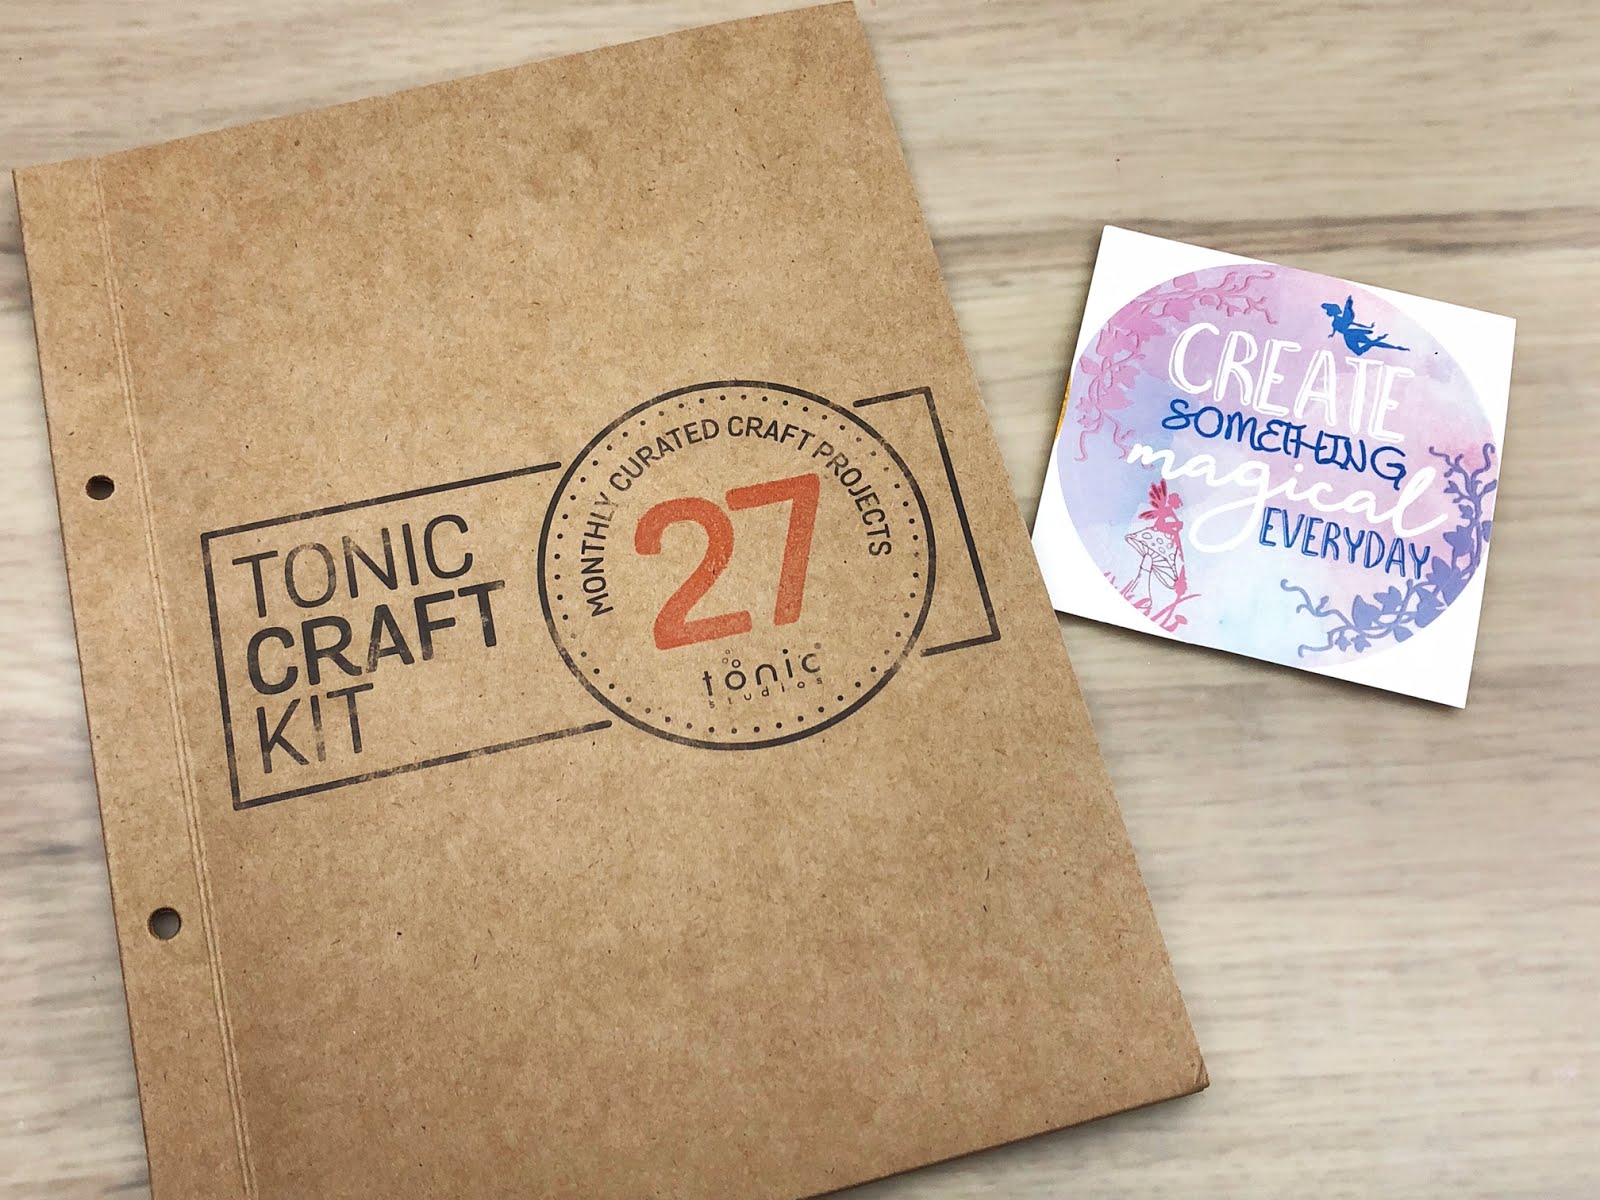 TONIC
CRAFT
KIT
MONTHLY CURATED CRAFT PROJECTS
27
tonic
studios
CREATE
SOMETHING
magical
EVERYDAY